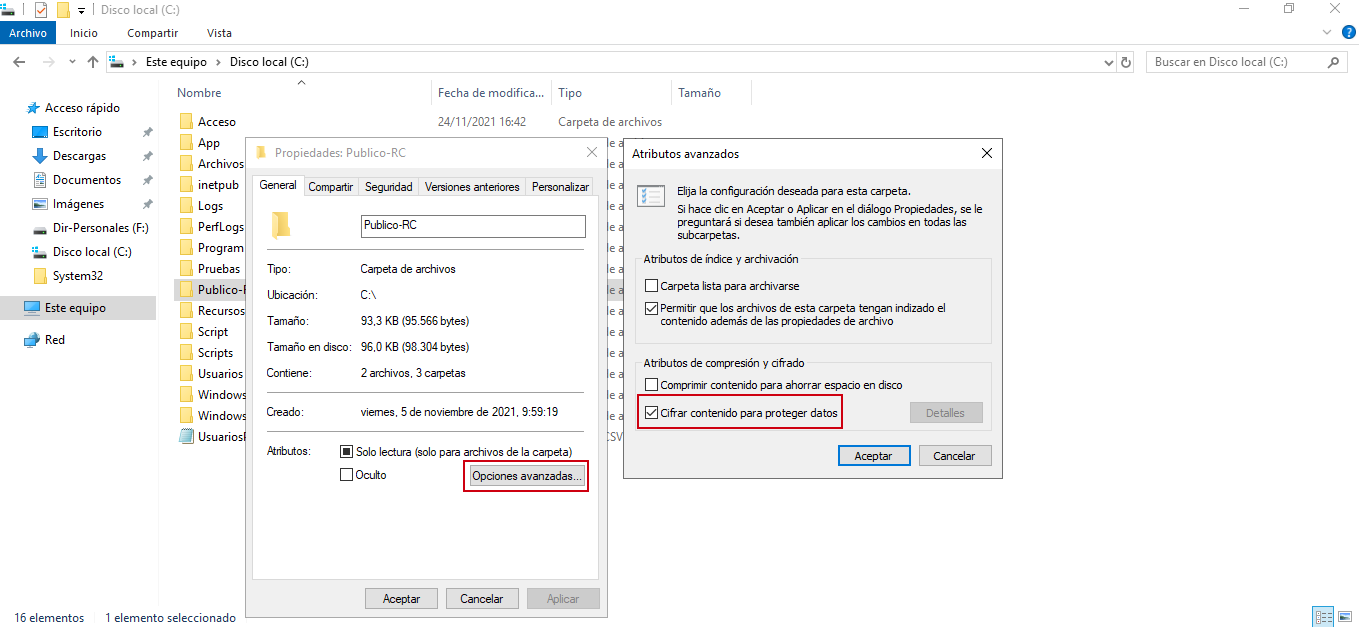 Disco local (C:)
Archivo Inicio Compartir Vista
Este equipo > Disco local (C:)
Buscar en Disco local (C:)
Acceso rápido
Escritorio
Descargas
Documentos
Imágenes
Dir-Personales (F:)
Disco local (C:)
System32
Este equipo
Red
Nombre Fecha de modifica... Tipo Tamaño
Acceso 24/11/2021 16:42 Carpeta de archivos
App
Archivos
inetpub
Logs
PerfLogs
Program
Pruebas
Publico-R
Recursos
Script
Scripts
Usuarios
Windows
Windows
Usuarios
CSV
Propiedades: Publico-RC
General Compartir Seguridad Versiones anteriores Personalizar
Publico-RC
Tipo: Carpeta de archivos
Ubicación: C:\
Tamaño: 93,3 KB (95.566 bytes)
Tamaño en disco: 96,0 KB (98.304 bytes)
Contiene: 2 archivos, 3 carpetas
Creado: viernes, 5 de noviembre de 2021, 9:59:19
Atributos: Solo lectura (solo para archivos de la carpeta)
Oculto
Opciones avanzadas...
Aceptar Cancelar Aplicar
Atributos avanzados
Elija la configuración deseada para esta carpeta.
Si hace clic en Aceptar o Aplicar en el diálogo Propiedades, se le
preguntará si desea también aplicar los cambios en todas las
subcarpetas.
Atributos de índice y archivación
Carpeta lista para archivarse
Permitir que los archivos de esta carpeta tengan indizado el
contenido además de las propiedades de archivo
Atributos de compresión y cifrado
Comprimir contenido para ahorrar espacio en disco
Cifrar contenido para proteger datos
Detalles
Aceptar Cancelar
16 elementos 1 elemento seleccionado